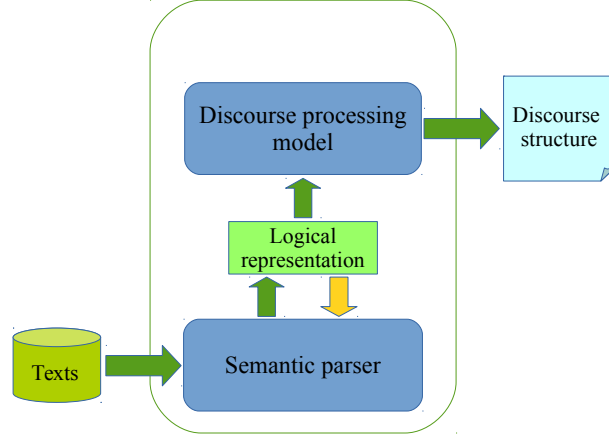 Discourse processing
model
Discourse
structure
Logical
representation
Texts
Semantic parser